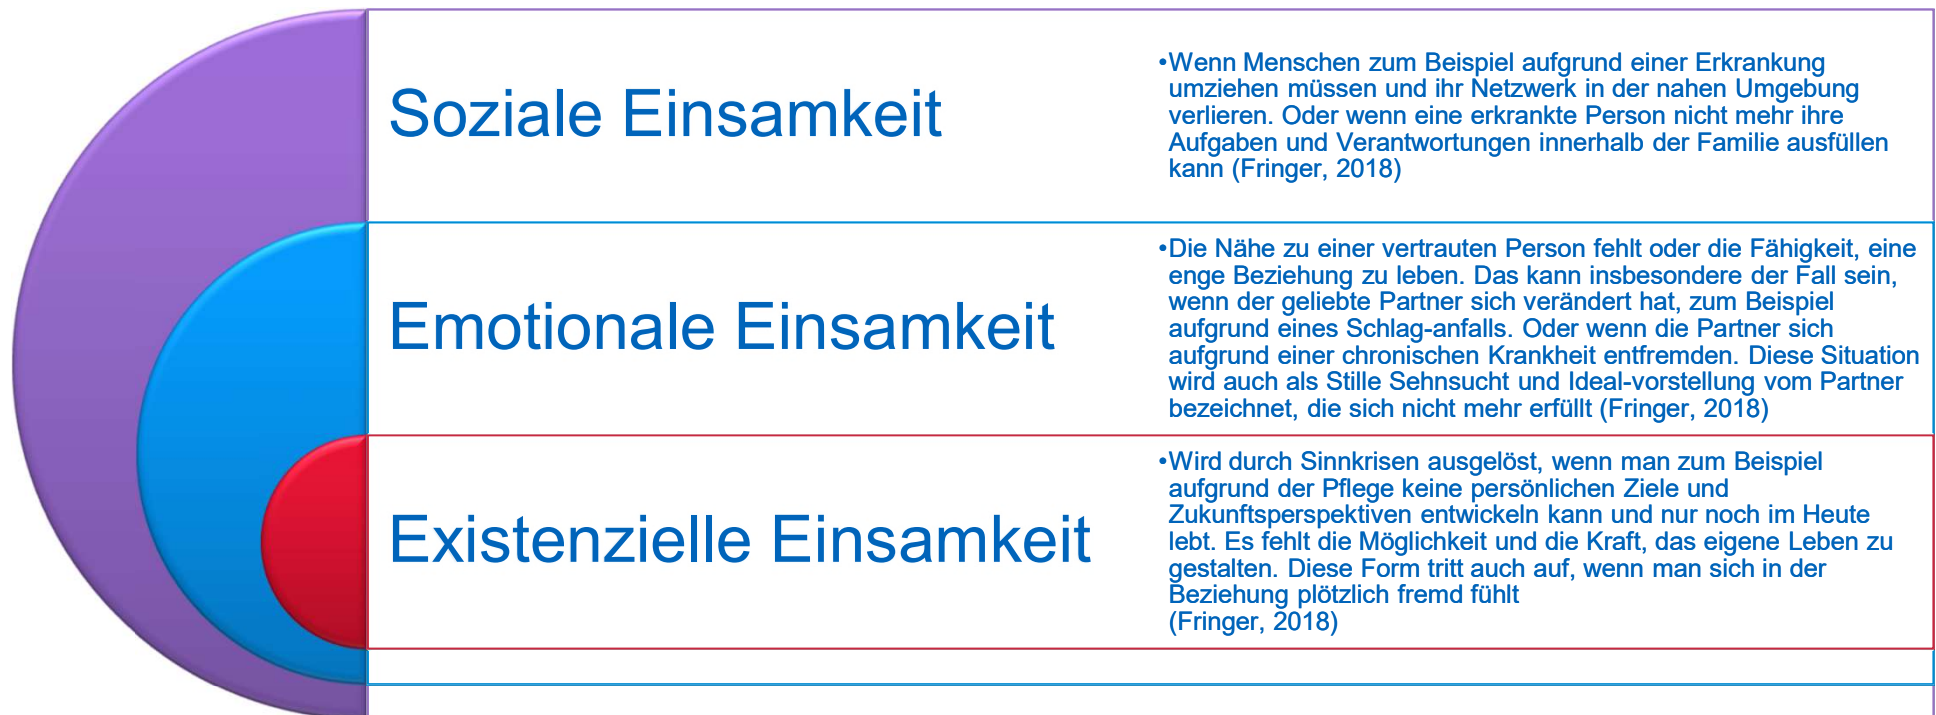 Soziale Einsamkeit
•Wenn Menschen zum Beispiel aufgrund einer Erkrankung
umziehen müssen und ihr Netzwerk in der nahen Umgebung
verlieren. Oder wenn eine erkrankte Person nicht mehr ihre
Aufgaben und Verantwortungen innerhalb der Familie ausfüllen
kann (Fringer, 2018)
Emotionale Einsamkeit
•Die Nähe zu einer vertrauten Person fehlt oder die Fähigkeit, eine
enge Beziehung zu leben. Das kann insbesondere der Fall sein,
wenn der geliebte Partner sich verändert hat, zum Beispiel
aufgrund eines Schlag-anfalls. Oder wenn die Partner sich
aufgrund einer chronischen Krankheit entfremden. Diese Situation
wird auch als Stille Sehnsucht und Ideal-vorstellung vom Partner
bezeichnet, die sich nicht mehr erfüllt (Fringer, 2018)
Existenzielle Einsamkeit
•Wird durch Sinnkrisen ausgelöst, wenn man zum Beispiel
aufgrund der Pflege keine persönlichen Ziele und
Zukunftsperspektiven entwickeln kann und nur noch im Heute
lebt. Es fehlt die Möglichkeit und die Kraft, das eigene Leben zu
gestalten. Diese Form tritt auch auf, wenn man sich in der
Beziehung plötzlich fremd fühlt
(Fringer, 2018)